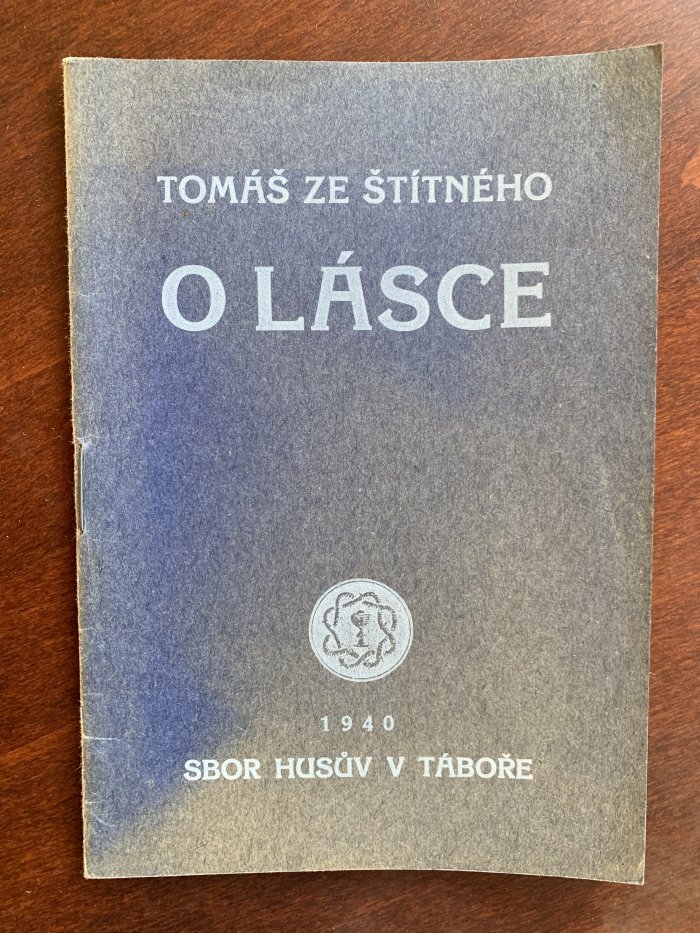 TOMÁŠ ZE ŠTÍTNÉHO
O LÁSCE
1940
SBOR HUSŮV V TÁBOŘE